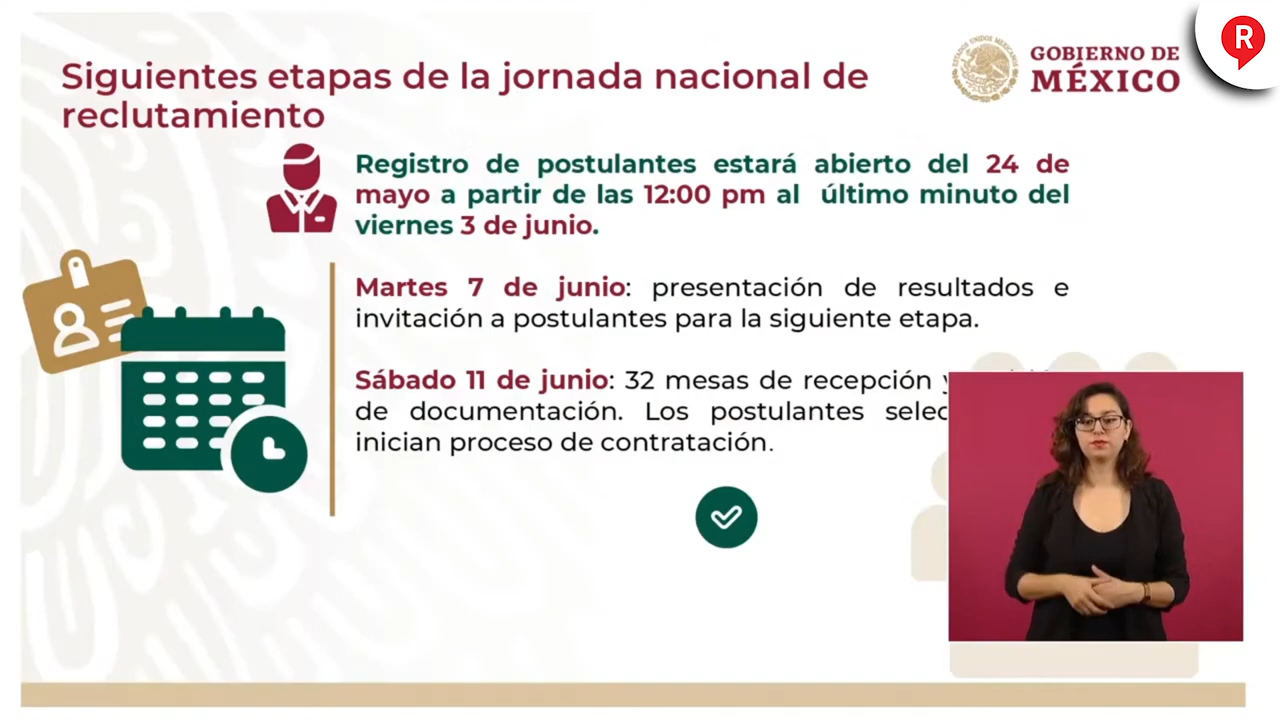 Siguientes etapas de la jornada nacional de
reclutamiento
GOBIERNO DE
MÉXICO
R
Registro de postulantes estará abierto del 24 de
mayo a partir de las 12:00 pm al último minuto del
viernes 3 de junio.
Martes 7 de junio: presentación de resultados e
invitación a postulantes para la siguiente etapa.
Sábado 11 de junio: 32 mesas de recepción
de documentación. Los postulantes
inician proceso de contratación.